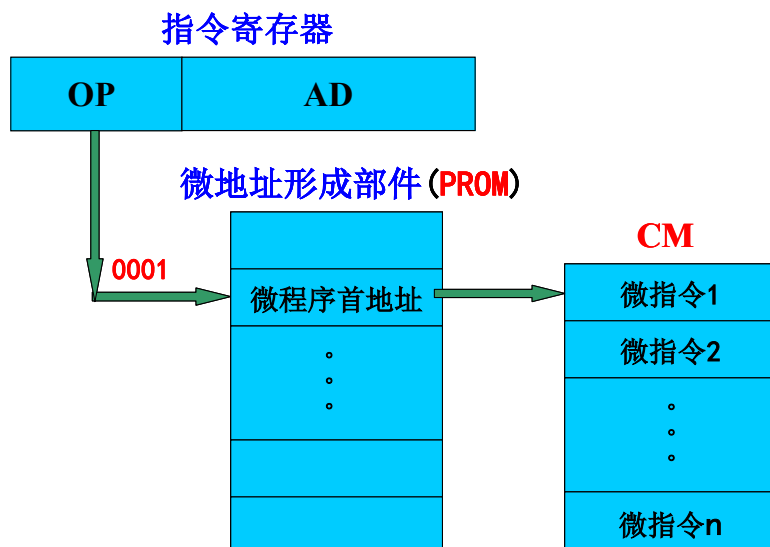 指令寄存器
OP AD
微地址形成部件(PROM)
CM
0001
微程序首地址
微指令1
微指令2
微指令n